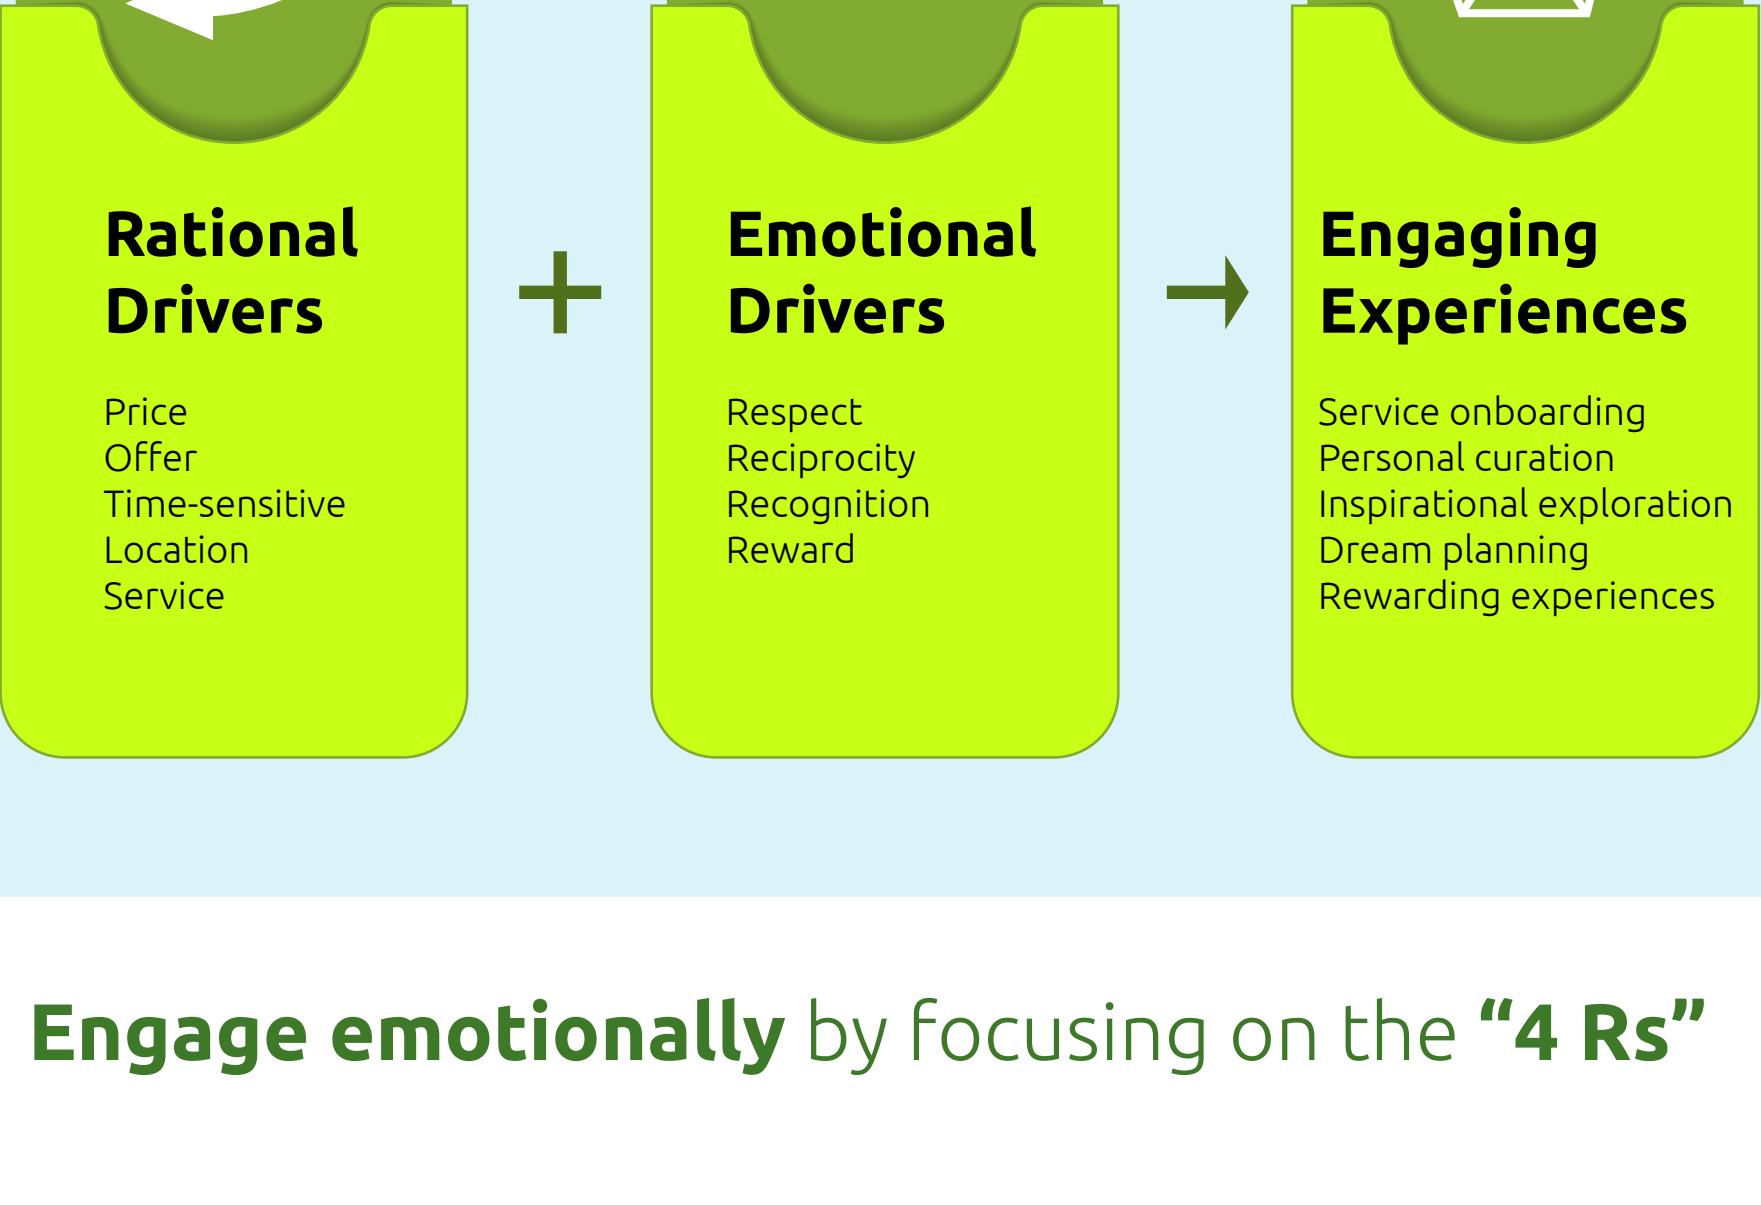 Rational
Drivers
Price
Offer
Time-sensitive
Location
Service
+
Emotional
Drivers
Respect
Reciprocity
Recognition
Reward
→
Engaging
Experiences
Service onboarding
Personal curation
Inspirational exploration
Dream planning
Rewarding experiences
Engage emotionally by focusing on the “4 Rs”